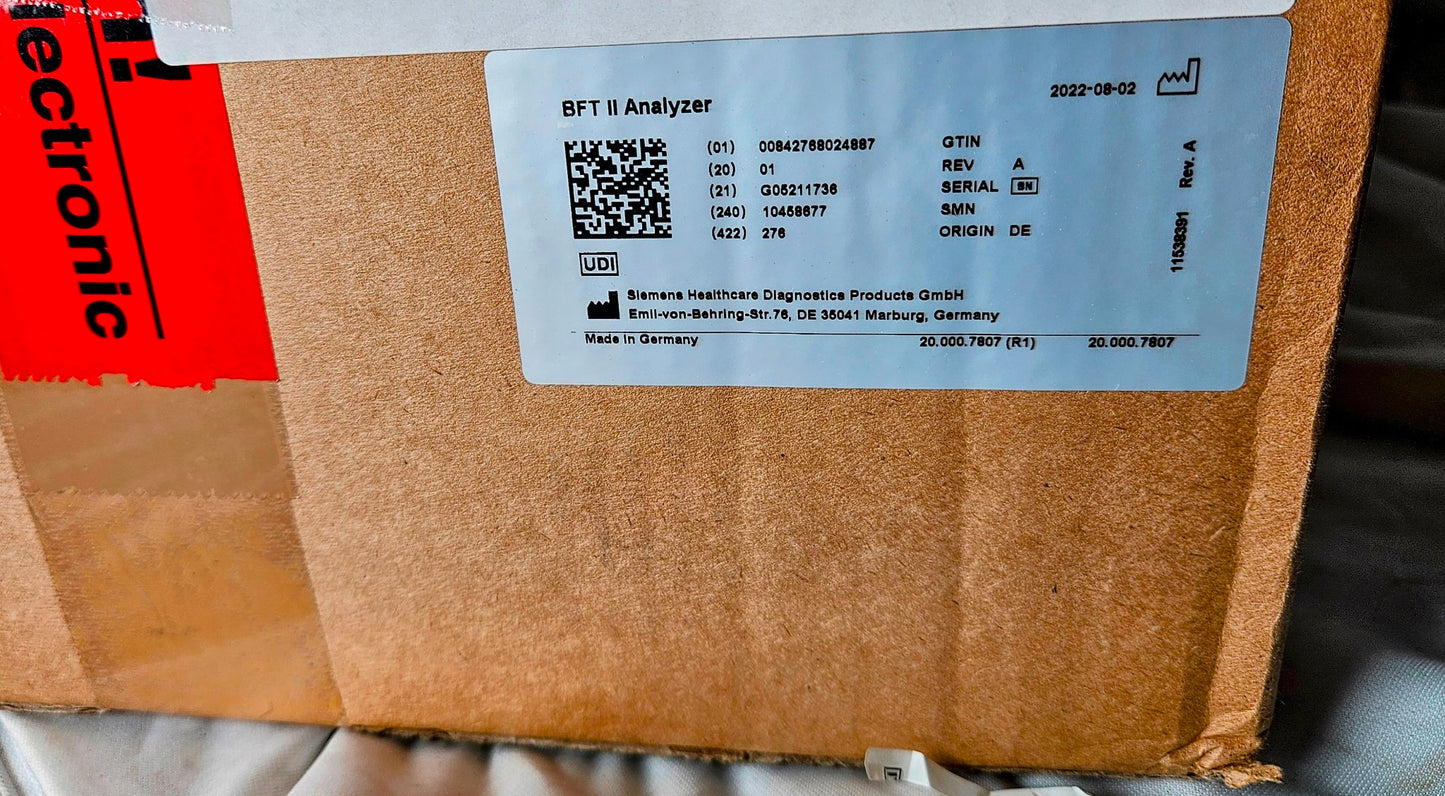 lectronic
BFT II Analyzer
2022-08-02
(01) 00842768024887 GTIN
(20) 01 REV A
(21) G05211736 SERIAL SN
(240) 10458677 SMN
(422) 276 ORIGIN DE
11538391 Rev. A
UDI
Siemens Healthcare Diagnostics Products GmbH
Emil-von-Behring-Str.76, DE 35041 Marburg, Germany
Made in Germany 20.000.7807 (R1) 20.000.7807